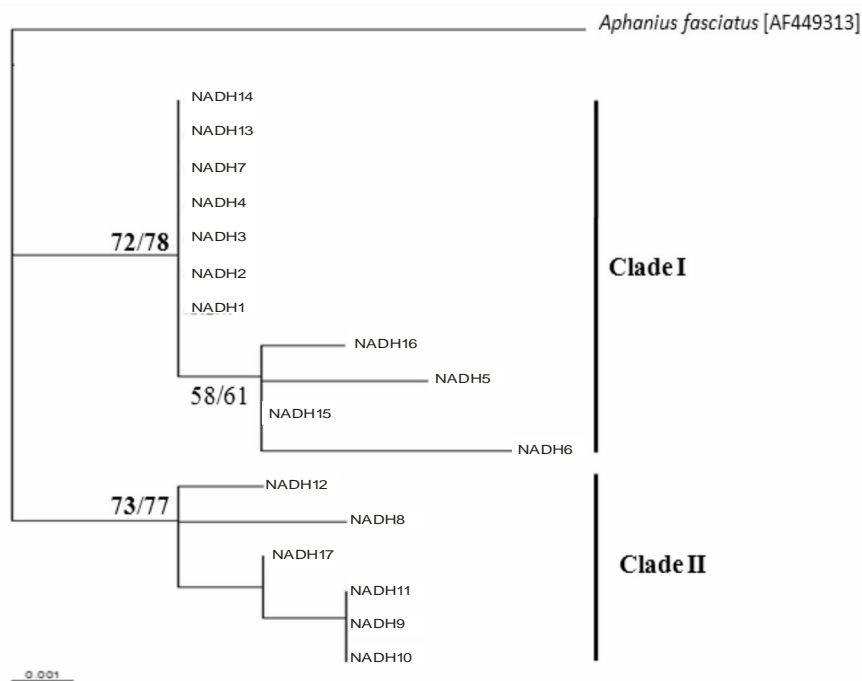 Aphanius fasciatus [AF449313]
NADH14
NADH13
NADH7
NADH4
72/78
NADH3
Clade I
NADH2
NADH1
NADH16
NADH5
58/61
NADH15
NADH6
NADH12
73/77
NADH8
NADH17
Clade II
NADH11
NADH9
NADH10
0.001